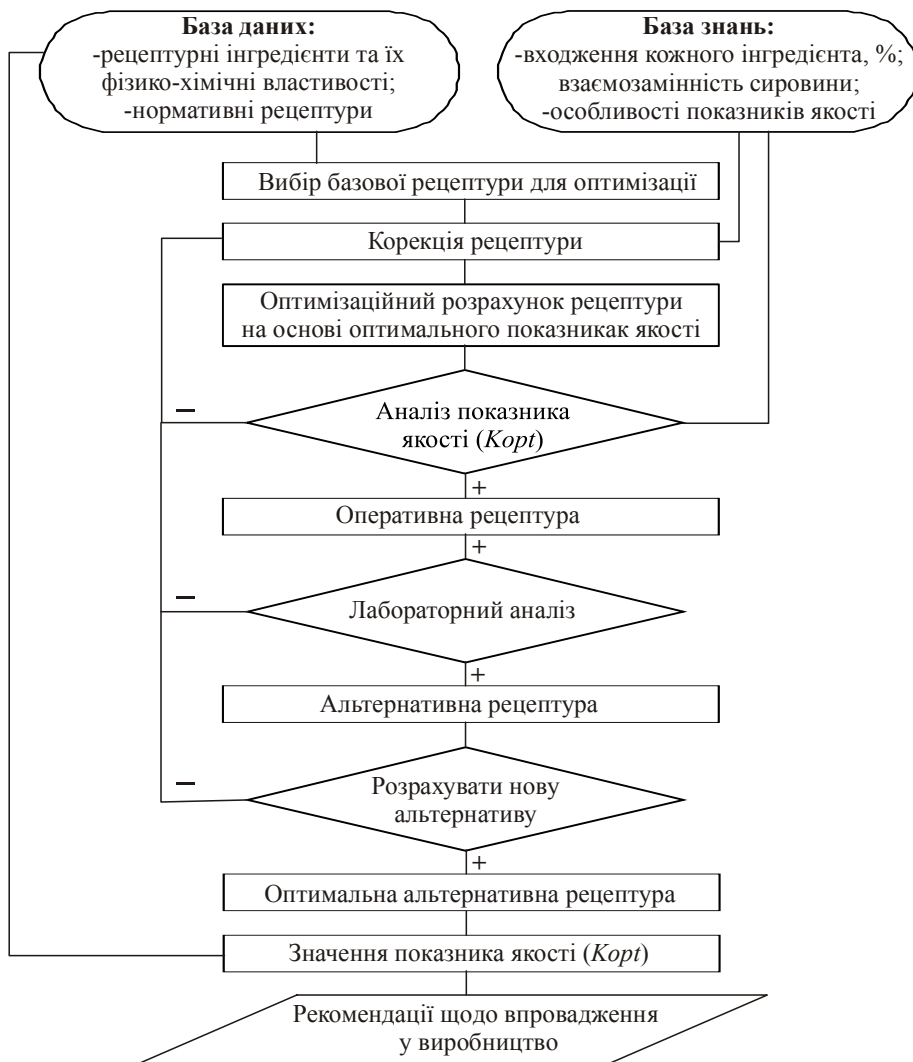 База даних:
-рецептурні інгредієнти та їх
фізико-хімічні властивості;
-нормативні рецептури
База знань:
-входження кожного інгредієнта, %;
взаємозамінність сировини;
-особливості показників якості
Вибір базової рецептури для оптимізації
Корекція рецептури
Оптимізаційний розрахунок рецептури
на основі оптимального показникак якості
–
Аналіз показника
якості (Kopt)
+
Оперативна рецептура
+
–
Лабораторний аналіз
+
Альтернативна рецептура
–
Розрахувати нову
альтернативу
+
Оптимальна альтернативна рецептура
Значення показника якості (Kopt)
Рекомендації щодо впровадження
у виробництво